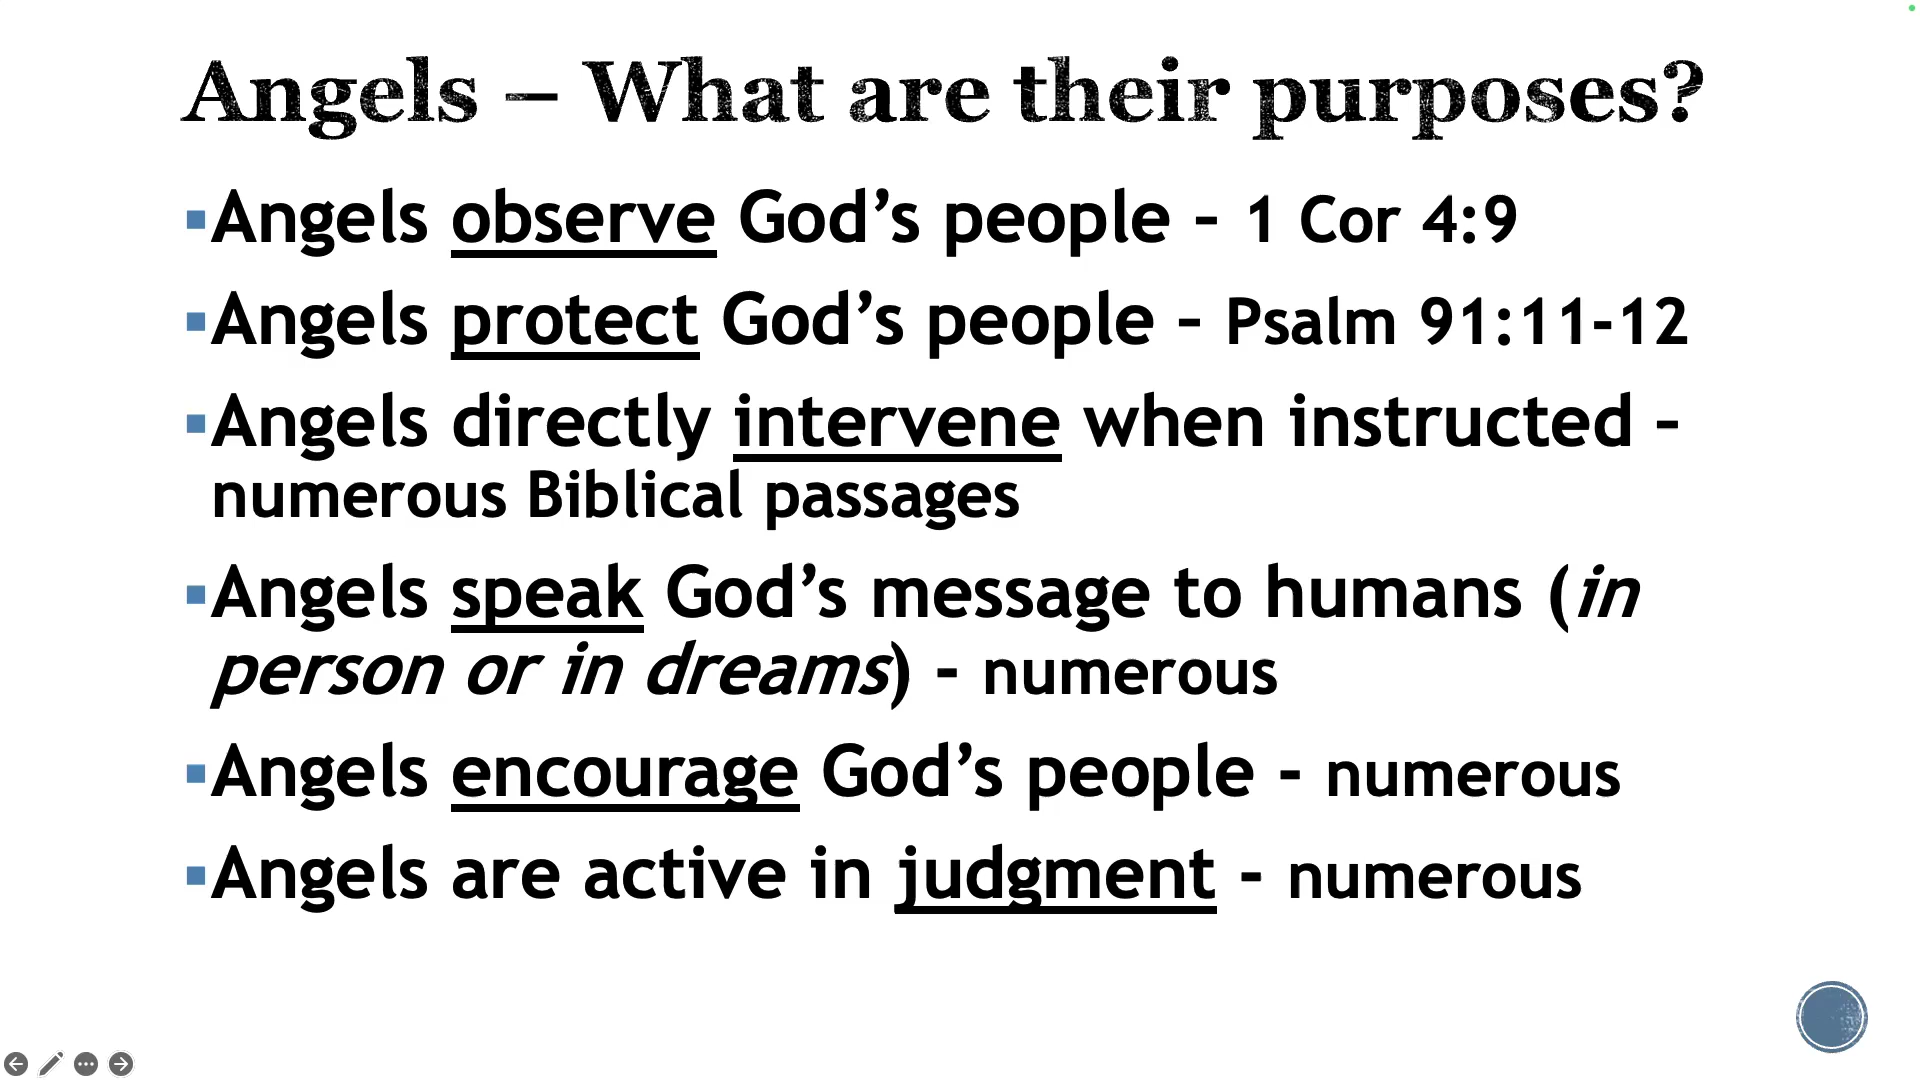 Angels – What are their purposes?
▪Angels observe God’s people – 1 Cor 4:9
▪Angels protect God’s people – Psalm 91:11-12
▪Angels directly intervene when instructed –
numerous Biblical passages
▪Angels speak God’s message to humans (in
person or in dreams) – numerous
▪Angels encourage God’s people - numerous
▪Angels are active in judgment - numerous